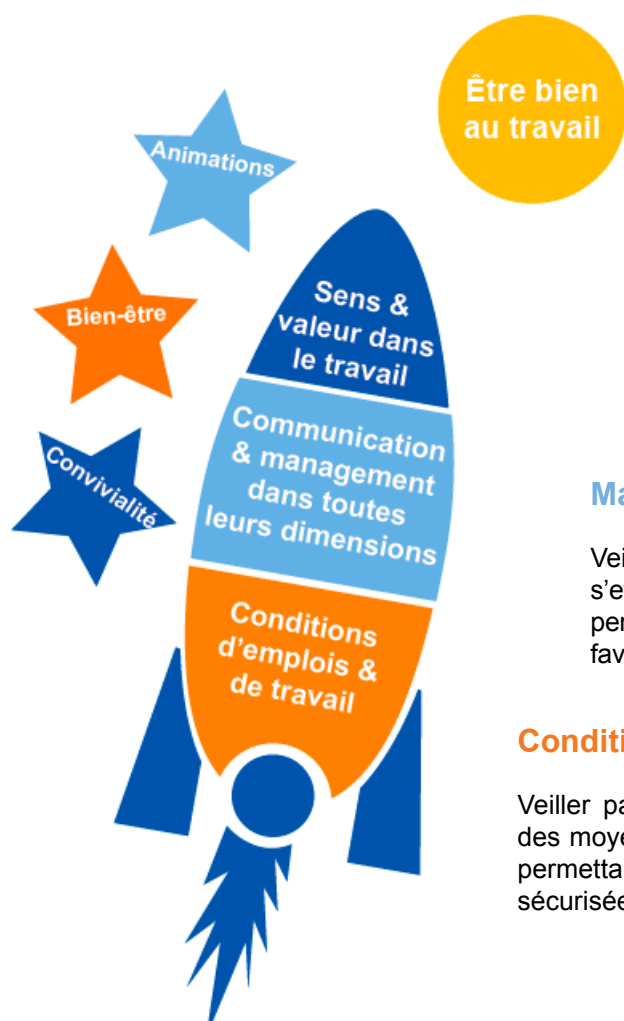 Être bien
au travail
Animations
Bien-être
Convivialité
Sens &
valeur dans
le travail
Communication
& management
dans toutes
leurs dimensions
Conditions
d’emplois &
de travail